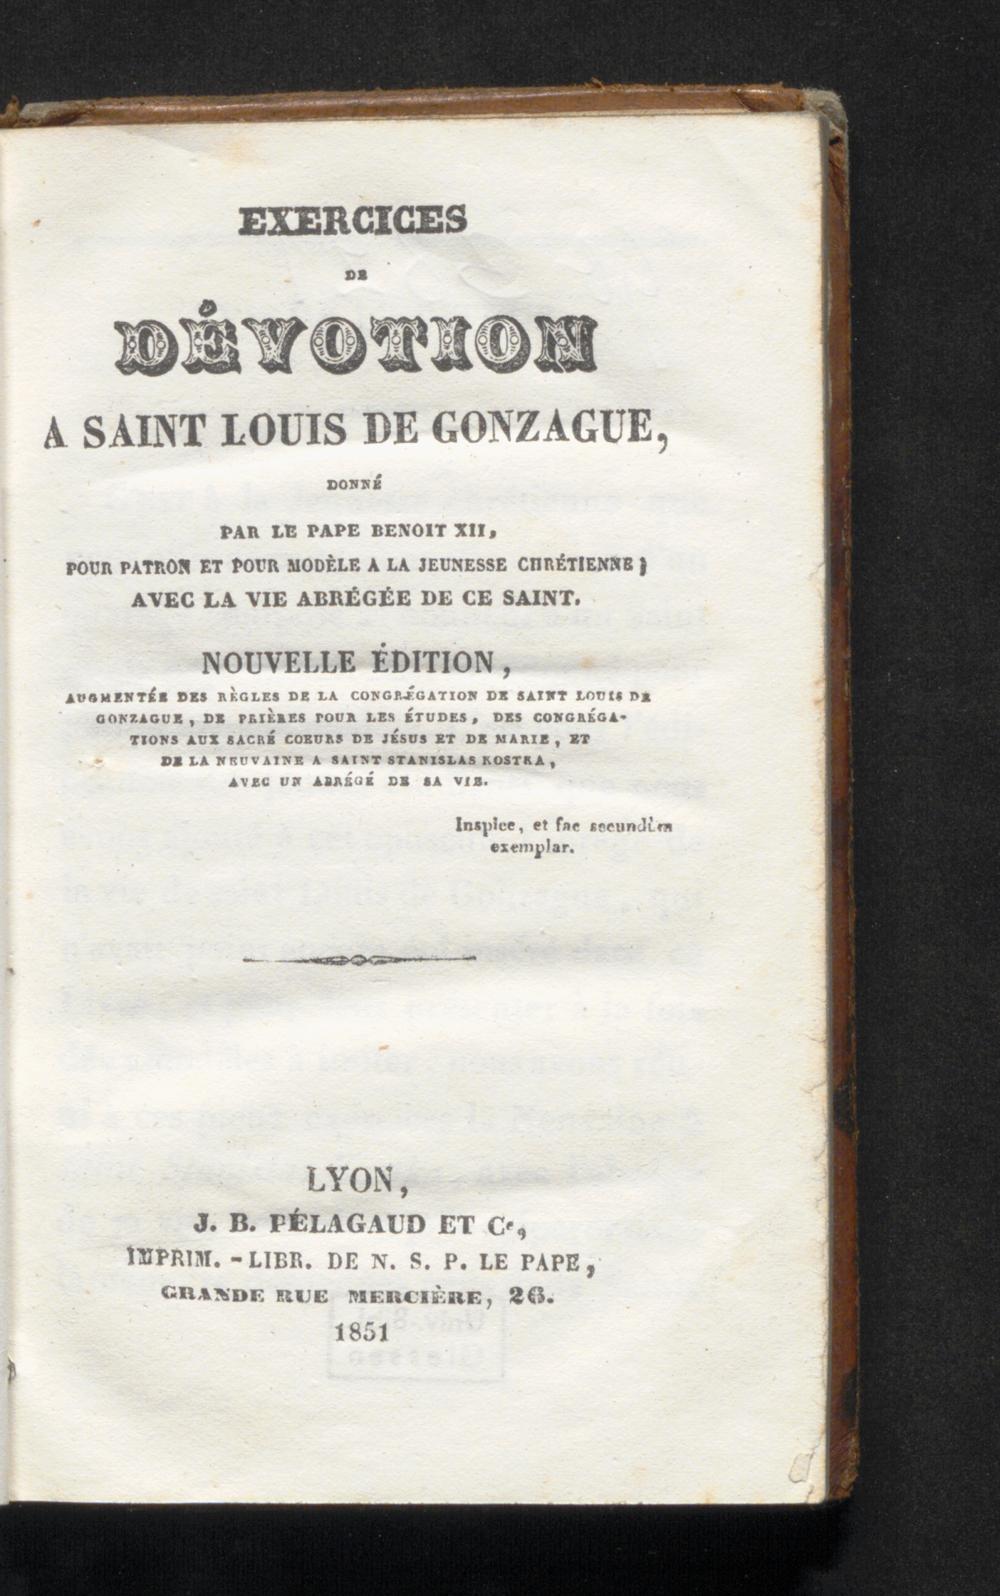 EXERCICES
DE
DÉVOTION
A SAINT LOUIS DE GONZAGUE,
DONNÉ
PAR LE PAPE BENOIT XII,
POUR PATRON ET POUR MODÈLE A LA JEUNESSE CHRÉTIENNE;
AVEC LA VIE ABRÉGÉE DE CE SAINT.
NOUVELLE ÉDITION,
AUGMENTÉE DES RÈGLES DE LA CONGRÉGATION DE SAINT LOUIS DE
GONZAGUE, DE PRIÈRES POUR LES ÉTUDES, DES CONGRÉGA-
TIONS AUX SACRÉ COEURS DE JÉSUS ET DE MARIE, ET
DE LA NEUVAINE A SAINT STANISLAS KOSTKA,
AVEC UN ABRÉGÉ DE SA VIE.
Inspice, et fac secundùm
exemplar.
LYON,
J. B. PÉLAGAUD ET Cᵉ,
IMPRIM. - LIBR. DE N. S. P. LE PAPE,
GRANDE RUE MERCIÈRE, 26.
1851